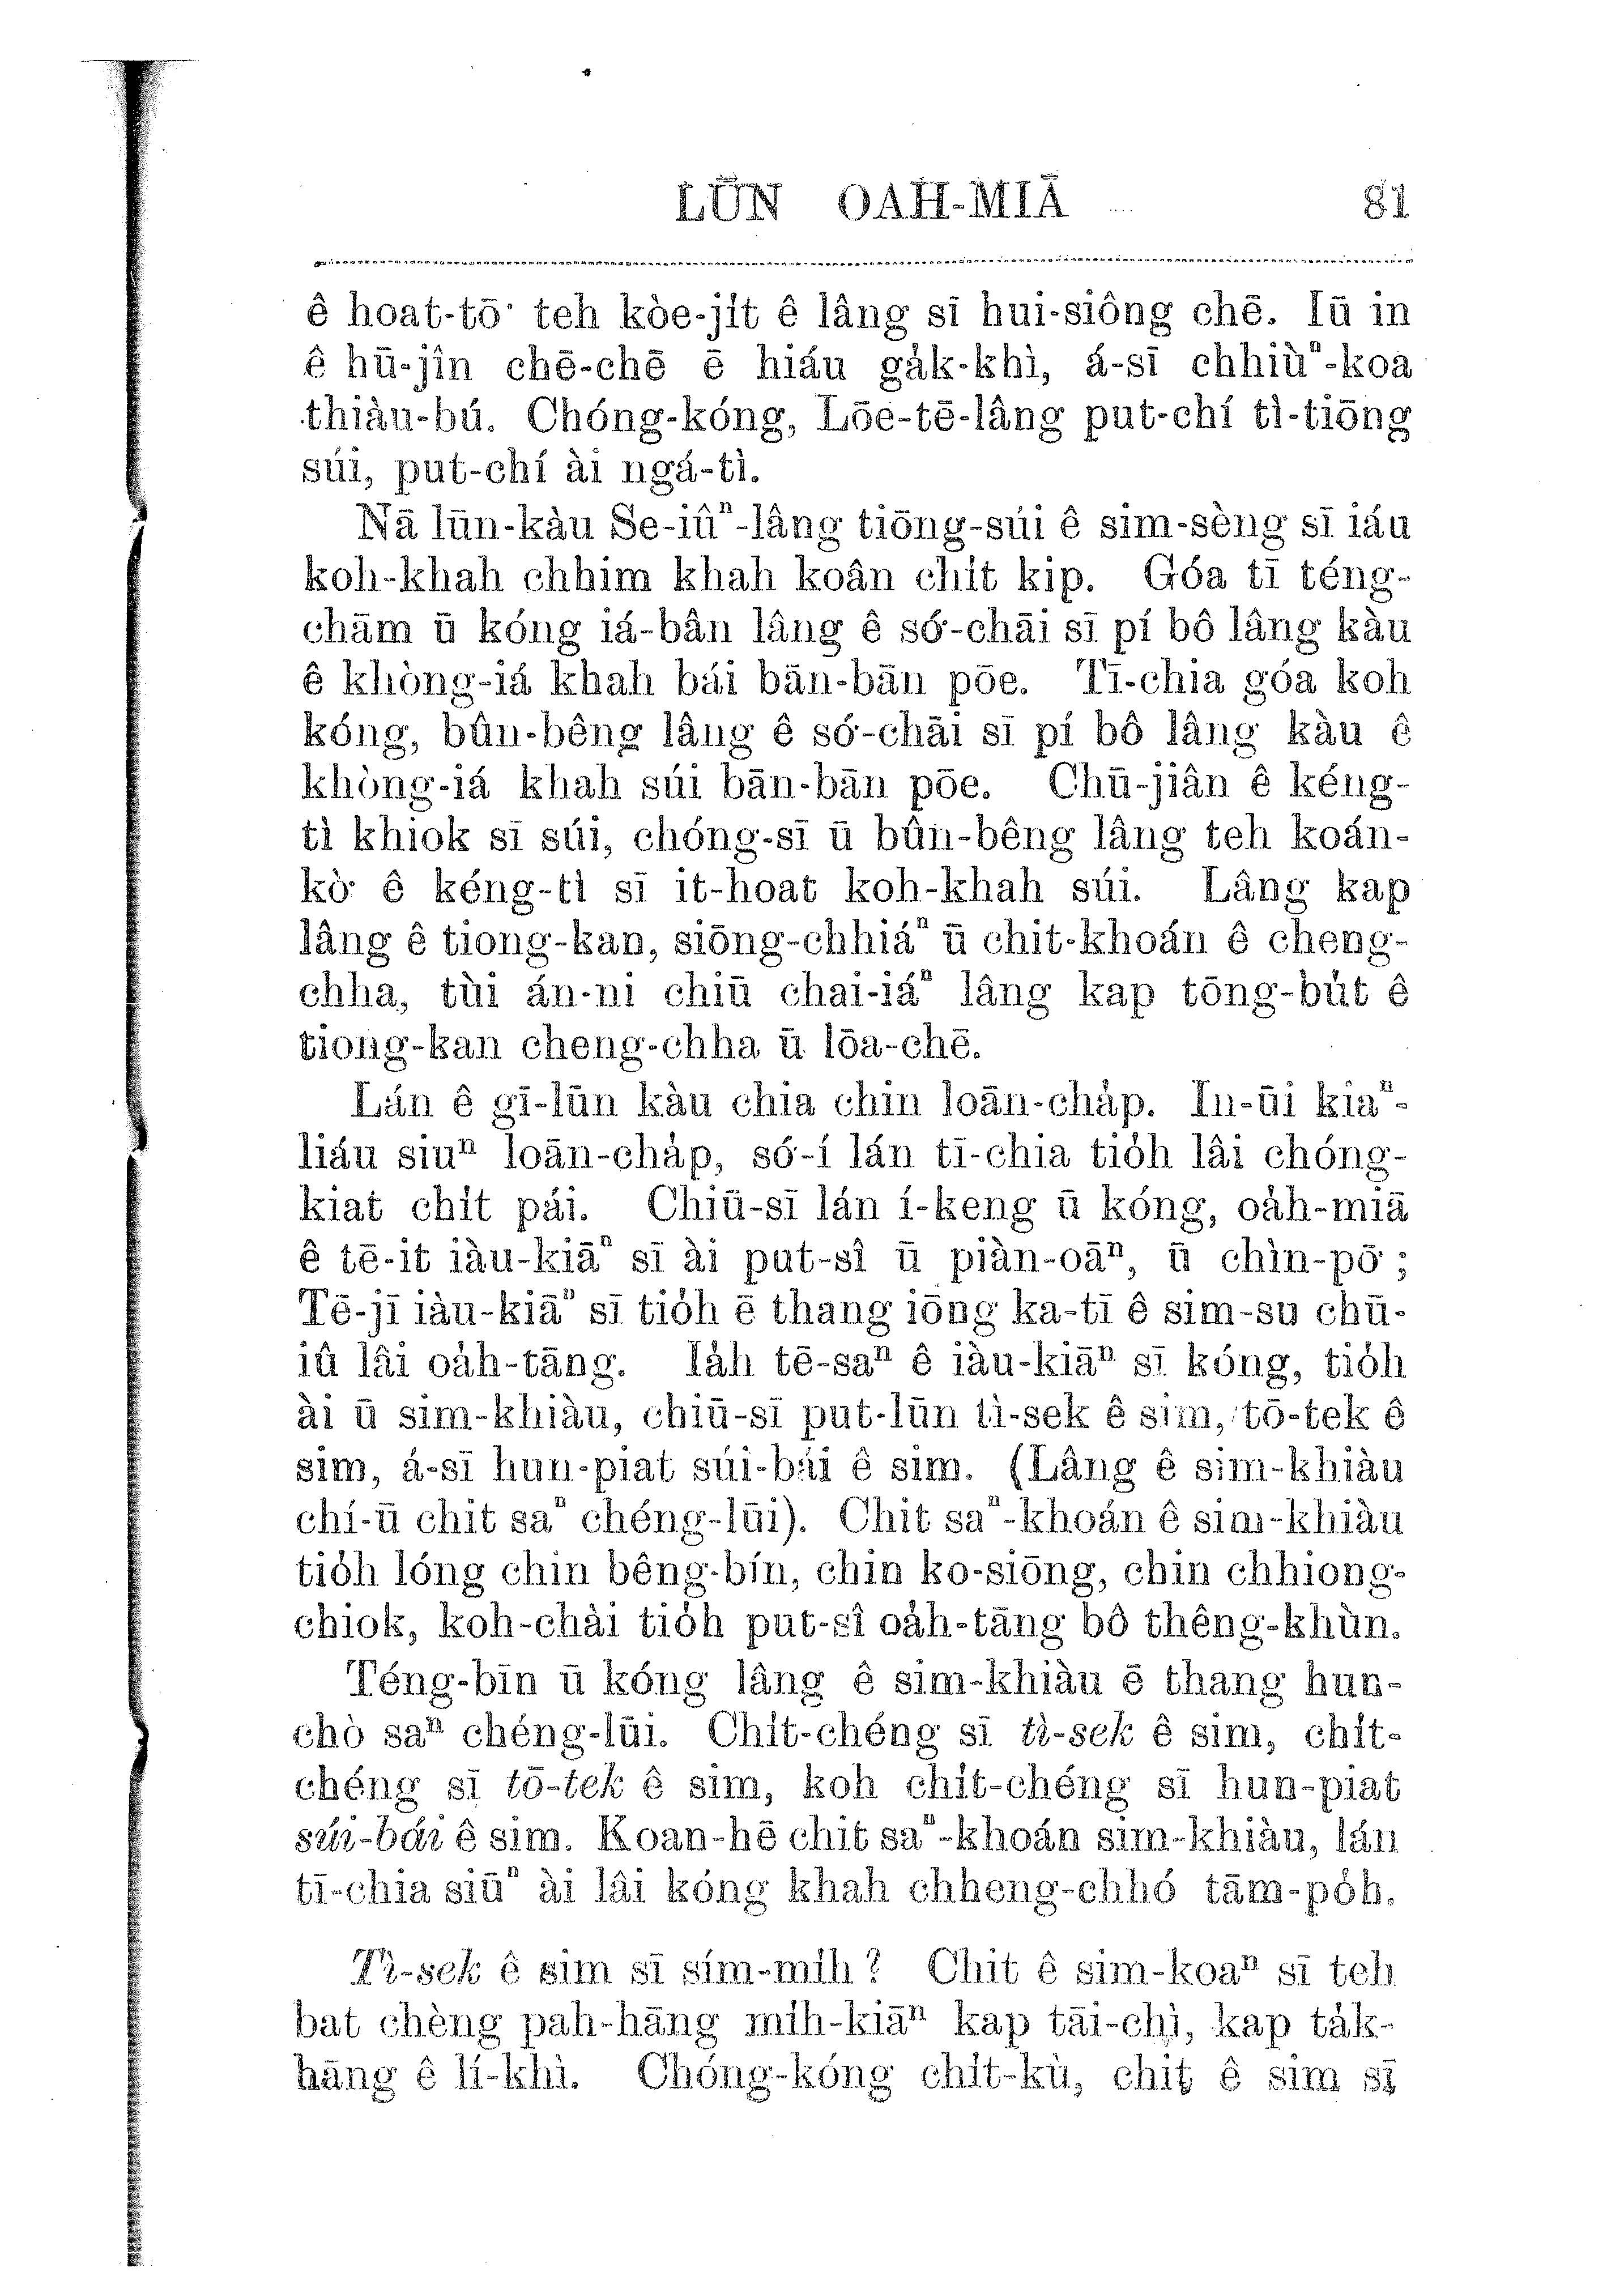 LŪN OA̍H-MIĀ 81
ê hoat-tō͘ teh kòe-ji̍t ê lâng sī hui-siông chē. Iū in
ê hū-jîn chē-chē ē hiáu ga̍k-khì, á-sī chhiùⁿ-koa
thiàu-bú. Chóng-kóng, Lōe-tē-lâng put-chí tì-tiōng
súi, put-chí ài ngá-tì.
Nā lūn-kàu Se-iûⁿ-lâng tiōng-súi ê sim-sèng sī iáu
koh-khah chhim khah koân chi̍t kip. Góa tī téng-
chām ū kóng iá-bân lâng ê só͘-chāi sī pí bô lâng kàu
ê khòng-iá khah bái bān-bān pōe. Tī-chia góa koh
kóng, bûn-bêng lâng ê só͘-chāi sī pí bô lâng kàu ê
khòng-iá khah súi bān-bān pōe. Chū-jiân ê kéng-
tì khiok sī súi, chóng-sī ū bûn-bêng lâng teh koán-
kò͘ ê kéng-tì sī it-hoat koh-khah súi. Lâng kap
lâng ê tiong-kan, siōng-chhiáⁿ ū chit-khoán ê cheng-
chha, tùi án-ni chiū chai-iáⁿ lâng kap tōng-bu̍t ê
tiong-kan cheng-chha ū lōa-chē.
Lán ê gī-lūn kàu chia chin loān-cha̍p. In-ūi kiaⁿ-
liáu siuⁿ loān-cha̍p, só͘-í lán tī-chia tio̍h lâi chóng-
kiat chi̍t pái. Chiū-sī lán í-keng ū kóng, oa̍h-miā
ê tē-it iàu-kiāⁿ sī ài put-sî ū piàn-oāⁿ, ū chìn-pō͘;
Tē-jī iàu-kiāⁿ sī tio̍h ē thang iōng ka-tī ê sim-su chū-
iû lâi oa̍h-tāng. Ia̍h tē-saⁿ ê iàu-kiāⁿ sī kóng, tio̍h
ài ū sim-khiàu, chiū-sī put-lūn tì-sek ê sim, tō-tek ê
sim, á-sī hun-piat súi-bái ê sim. (Lâng ê sim-khiàu
chí-ū chit saⁿ chéng-lūi). Chit saⁿ-khoán ê sim-khiàu
tio̍h lóng chin bêng-bín, chin ko-siōng, chin chhiong-
chiok, koh-chài tio̍h put-sî oa̍h-tāng bô thêng-khùn.
Téng-bīn ū kóng lâng ê sim-khiàu ē thang hun-
chò saⁿ chéng-lūi. Chi̍t-chéng sī tì-sek ê sim, chi̍t-
chéng sī tō-tek ê sim, koh chi̍t-chéng sī hun-piat
súi-bái ê sim. Koan-hē chit saⁿ-khoán sim-khiàu, lán
tī-chia siūⁿ ài lâi kóng khah chheng-chhó tām-po̍h.
Tì-sek ê sim sī sím-mih? Chit ê sim-koaⁿ sī teh
bat chèng pah-hāng mi̍h-kiāⁿ kap tāi-chì, kap ta̍k-
hāng ê lí-khì. Chóng-kóng chi̍t-kù, chit ê sim sī